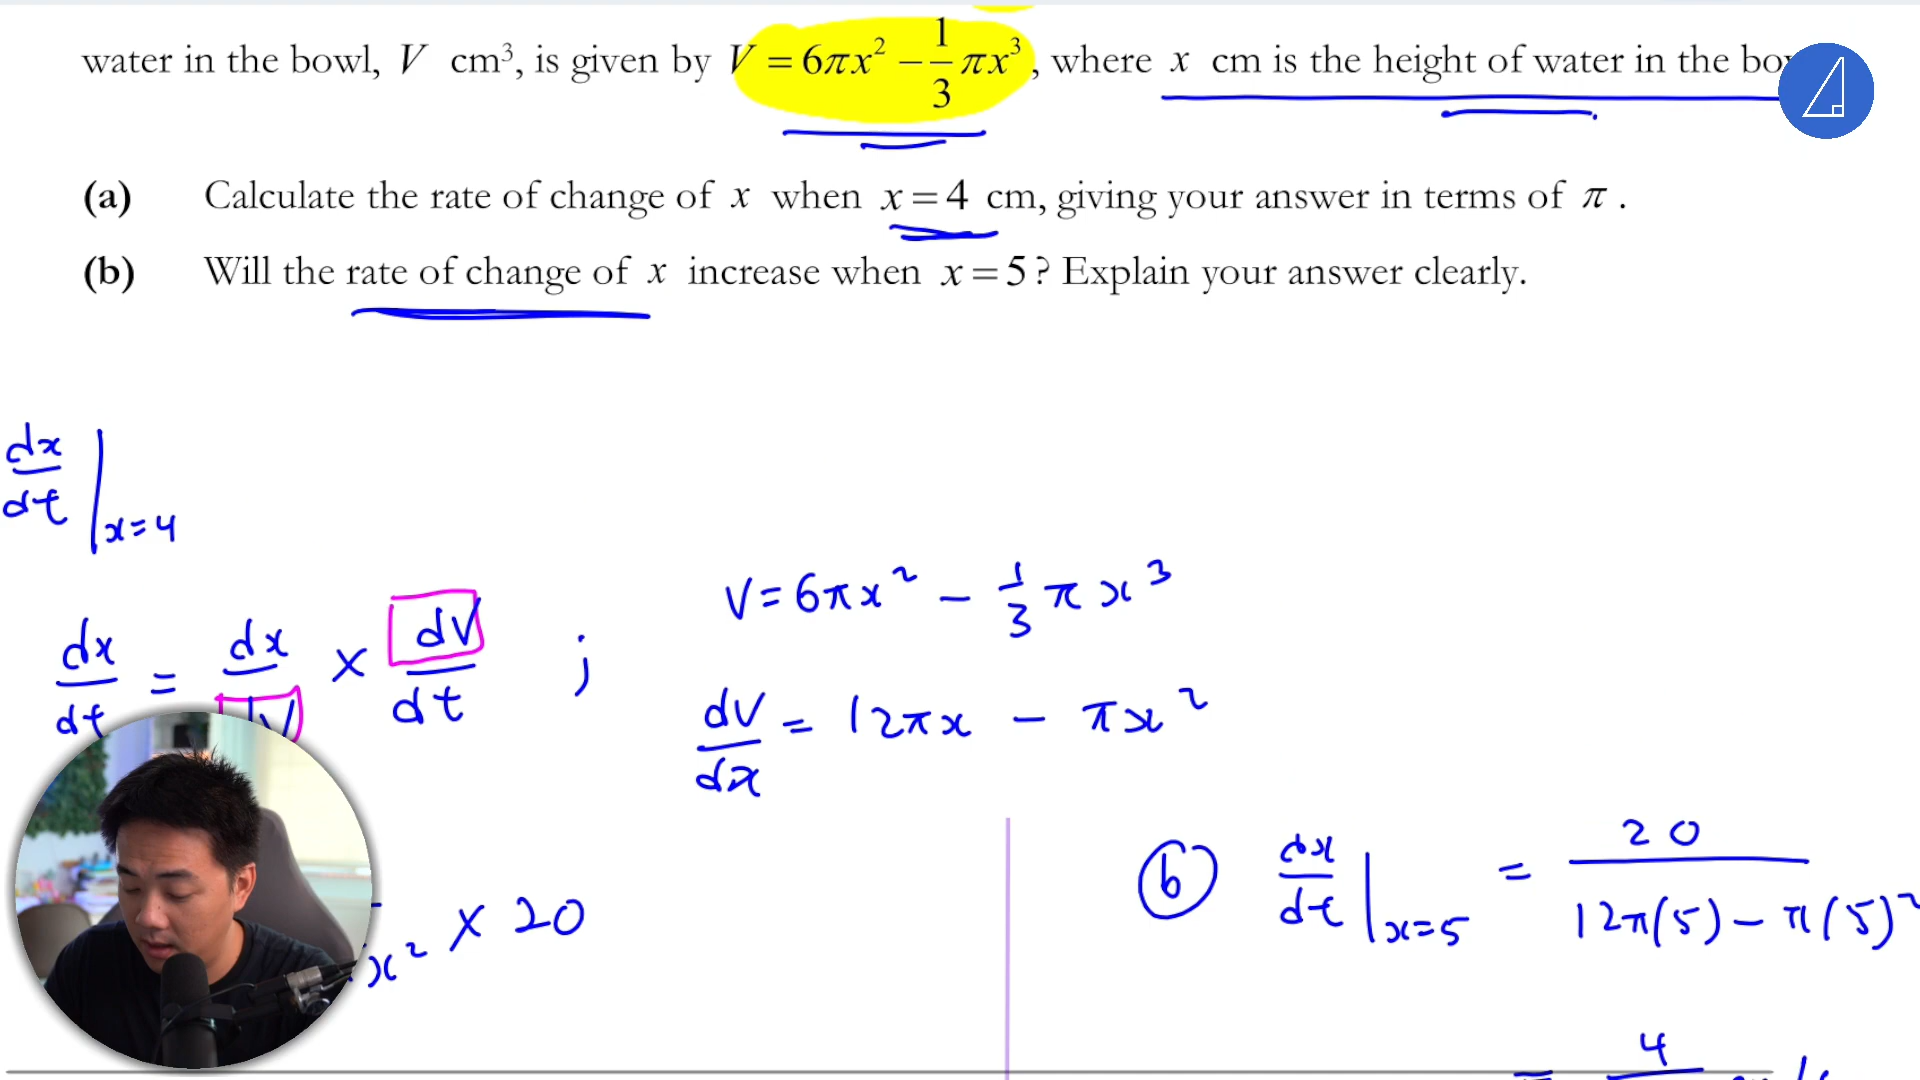 water in the bowl, V cm³, is given by V = 6πx² − 1/3 πx³, where x cm is the height of water in the
(a) Calculate the rate of change of x when x = 4 cm, giving your answer in terms of π .
(b) Will the rate of change of x increase when x = 5 ? Explain your answer clearly.
dx/dt | x=4
V = 6πx² − 1/3 πx³
dx/dt = dx/dV × dV/dt ;
dV/dx = 12πx − πx²
x² × 20
(b) dx/dt | x=5 = 20 / 12π(5) − π(5)²
= 4